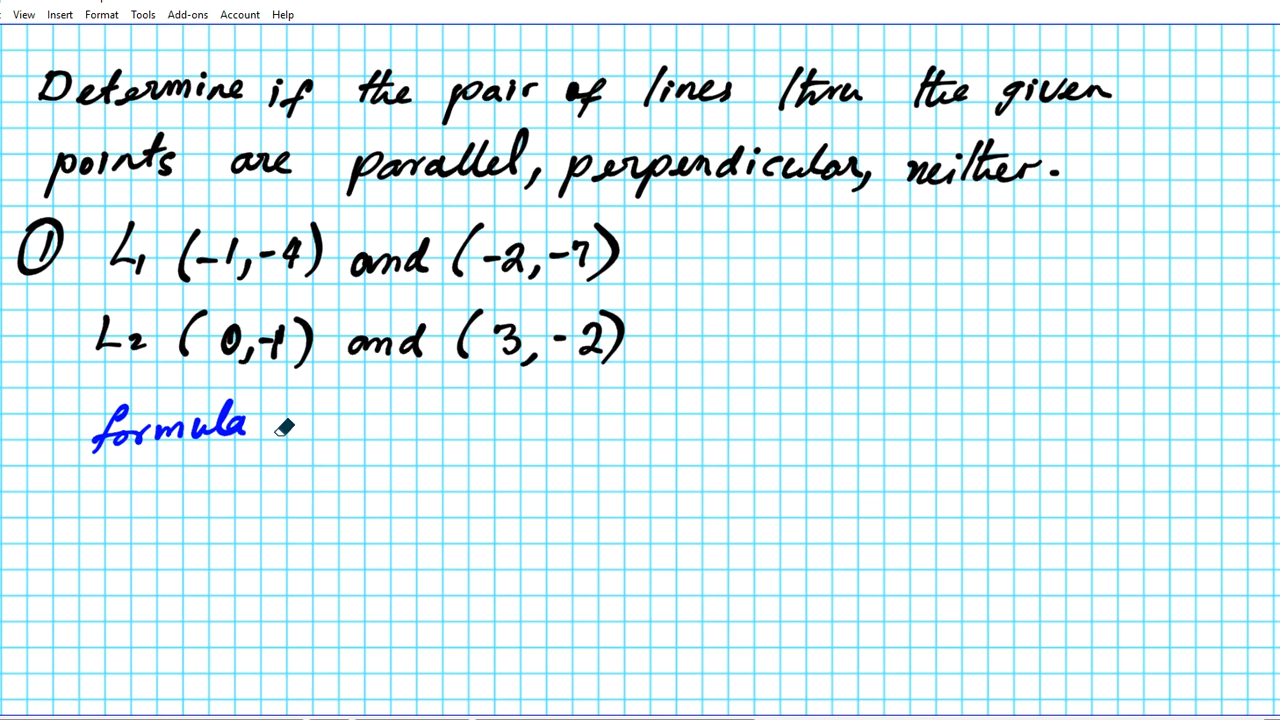 View Insert Format Tools Add-ons Account Help
Determine if the pair of lines thru the given
points are parallel, perpendicular, neither.
① L₁ (-1,-4) and (-2,-7)
L₂ (0,-1) and (3,-2)
formula